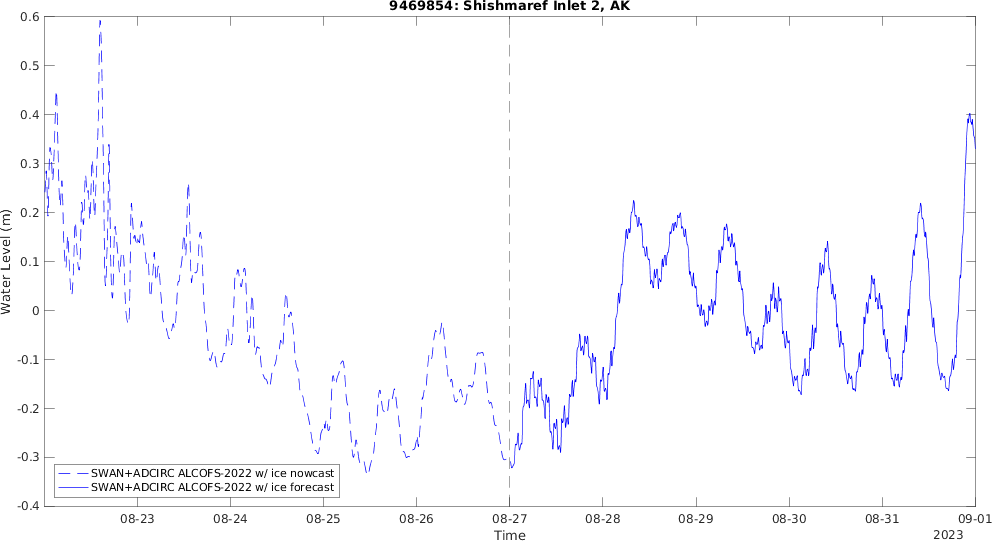 9469854: Shishmaref Inlet 2, AK
0.6
0.5
0.4
0.3
0.2
0.1
0
-0.1
-0.2
-0.3
-0.4
Water Level (m)
SWAN+ADCIRC ALCOFS-2022 w/ ice nowcast
SWAN+ADCIRC ALCOFS-2022 w/ ice forecast
08-23 08-24 08-25 08-26 08-27 08-28 08-29 08-30 08-31 09-01
Time
2023